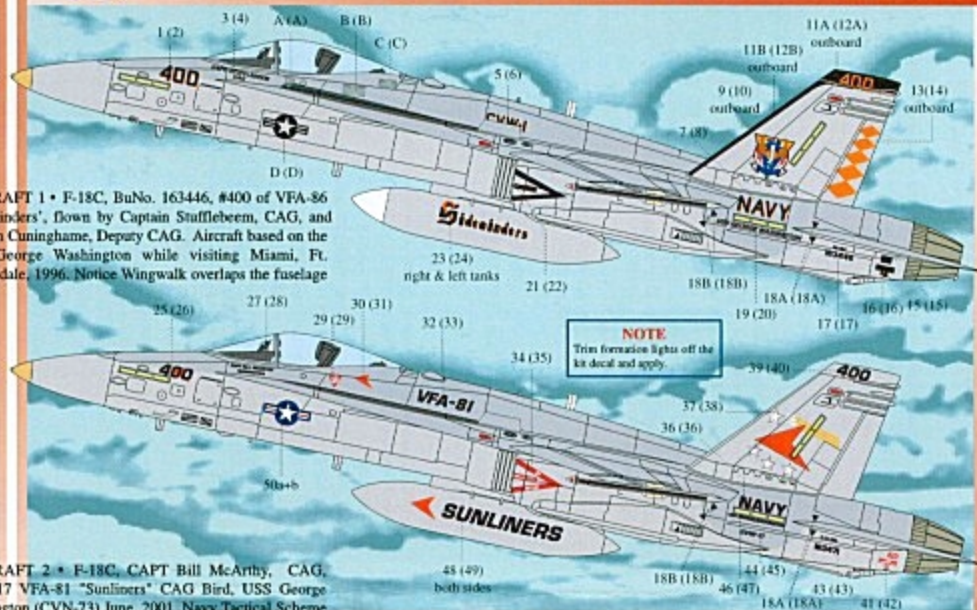 1 (2)
3 (4)
A (A)
B (B)
C (C)
5 (6)
11A (12A)
outboard
11B (12B)
outboard
9 (10)
outboard
13(14)
outboard
7 (8)
400
400
CVW-1
NAVY
D (D)
RAFT 1 • F-18C, BuNo. 163446, #400 of VFA-86
inders', flown by Captain Stufflebeem, CAG, and
n Cuninghame, Deputy CAG. Aircraft based on the
George Washington while visiting Miami, Ft.
dale, 1996. Notice Wingwalk overlaps the fuselage
Sidewinders
23 (24)
right & left tanks
21 (22)
18B (18B)
18A (18A)
19 (20)
17 (17)
16 (16)
15 (15)
25 (26)
27 (28)
29 (29)
30 (31)
32 (33)
34 (35)
NOTE
Trim formation lights off the
kit decal and apply.
39 (40)
37 (38)
36 (36)
400
400
VFA-81
NAVY
50a+b
SUNLINERS
48 (49)
both sides
18B (18B)
44 (45)
46 (47)
18A (18A)
43 (43)
41 (42)
RAFT 2 • F-18C, CAPT Bill McArthy, CAG,
17 VFA-81 "Sunliners" CAG Bird, USS George
ngton (CVN-73) June, 2001. Navy Tactical Scheme